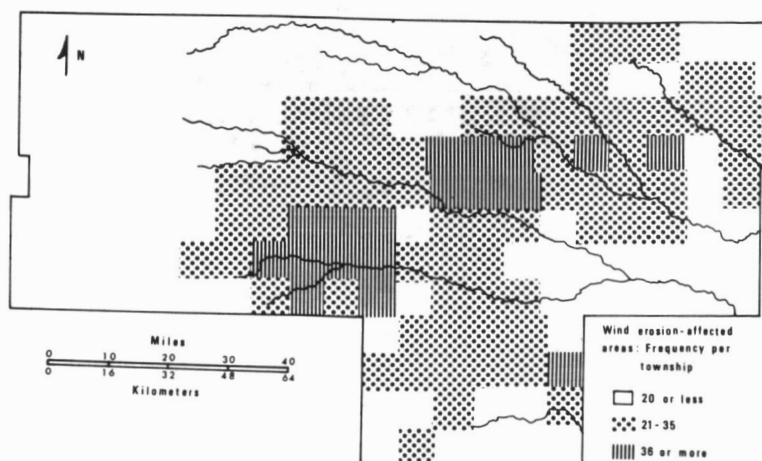 N
Miles
0 10 20 30 40
0 16 32 48 64
Kilometers
Wind erosion-affected
areas: Frequency per
township
20 or less
21-35
36 or more